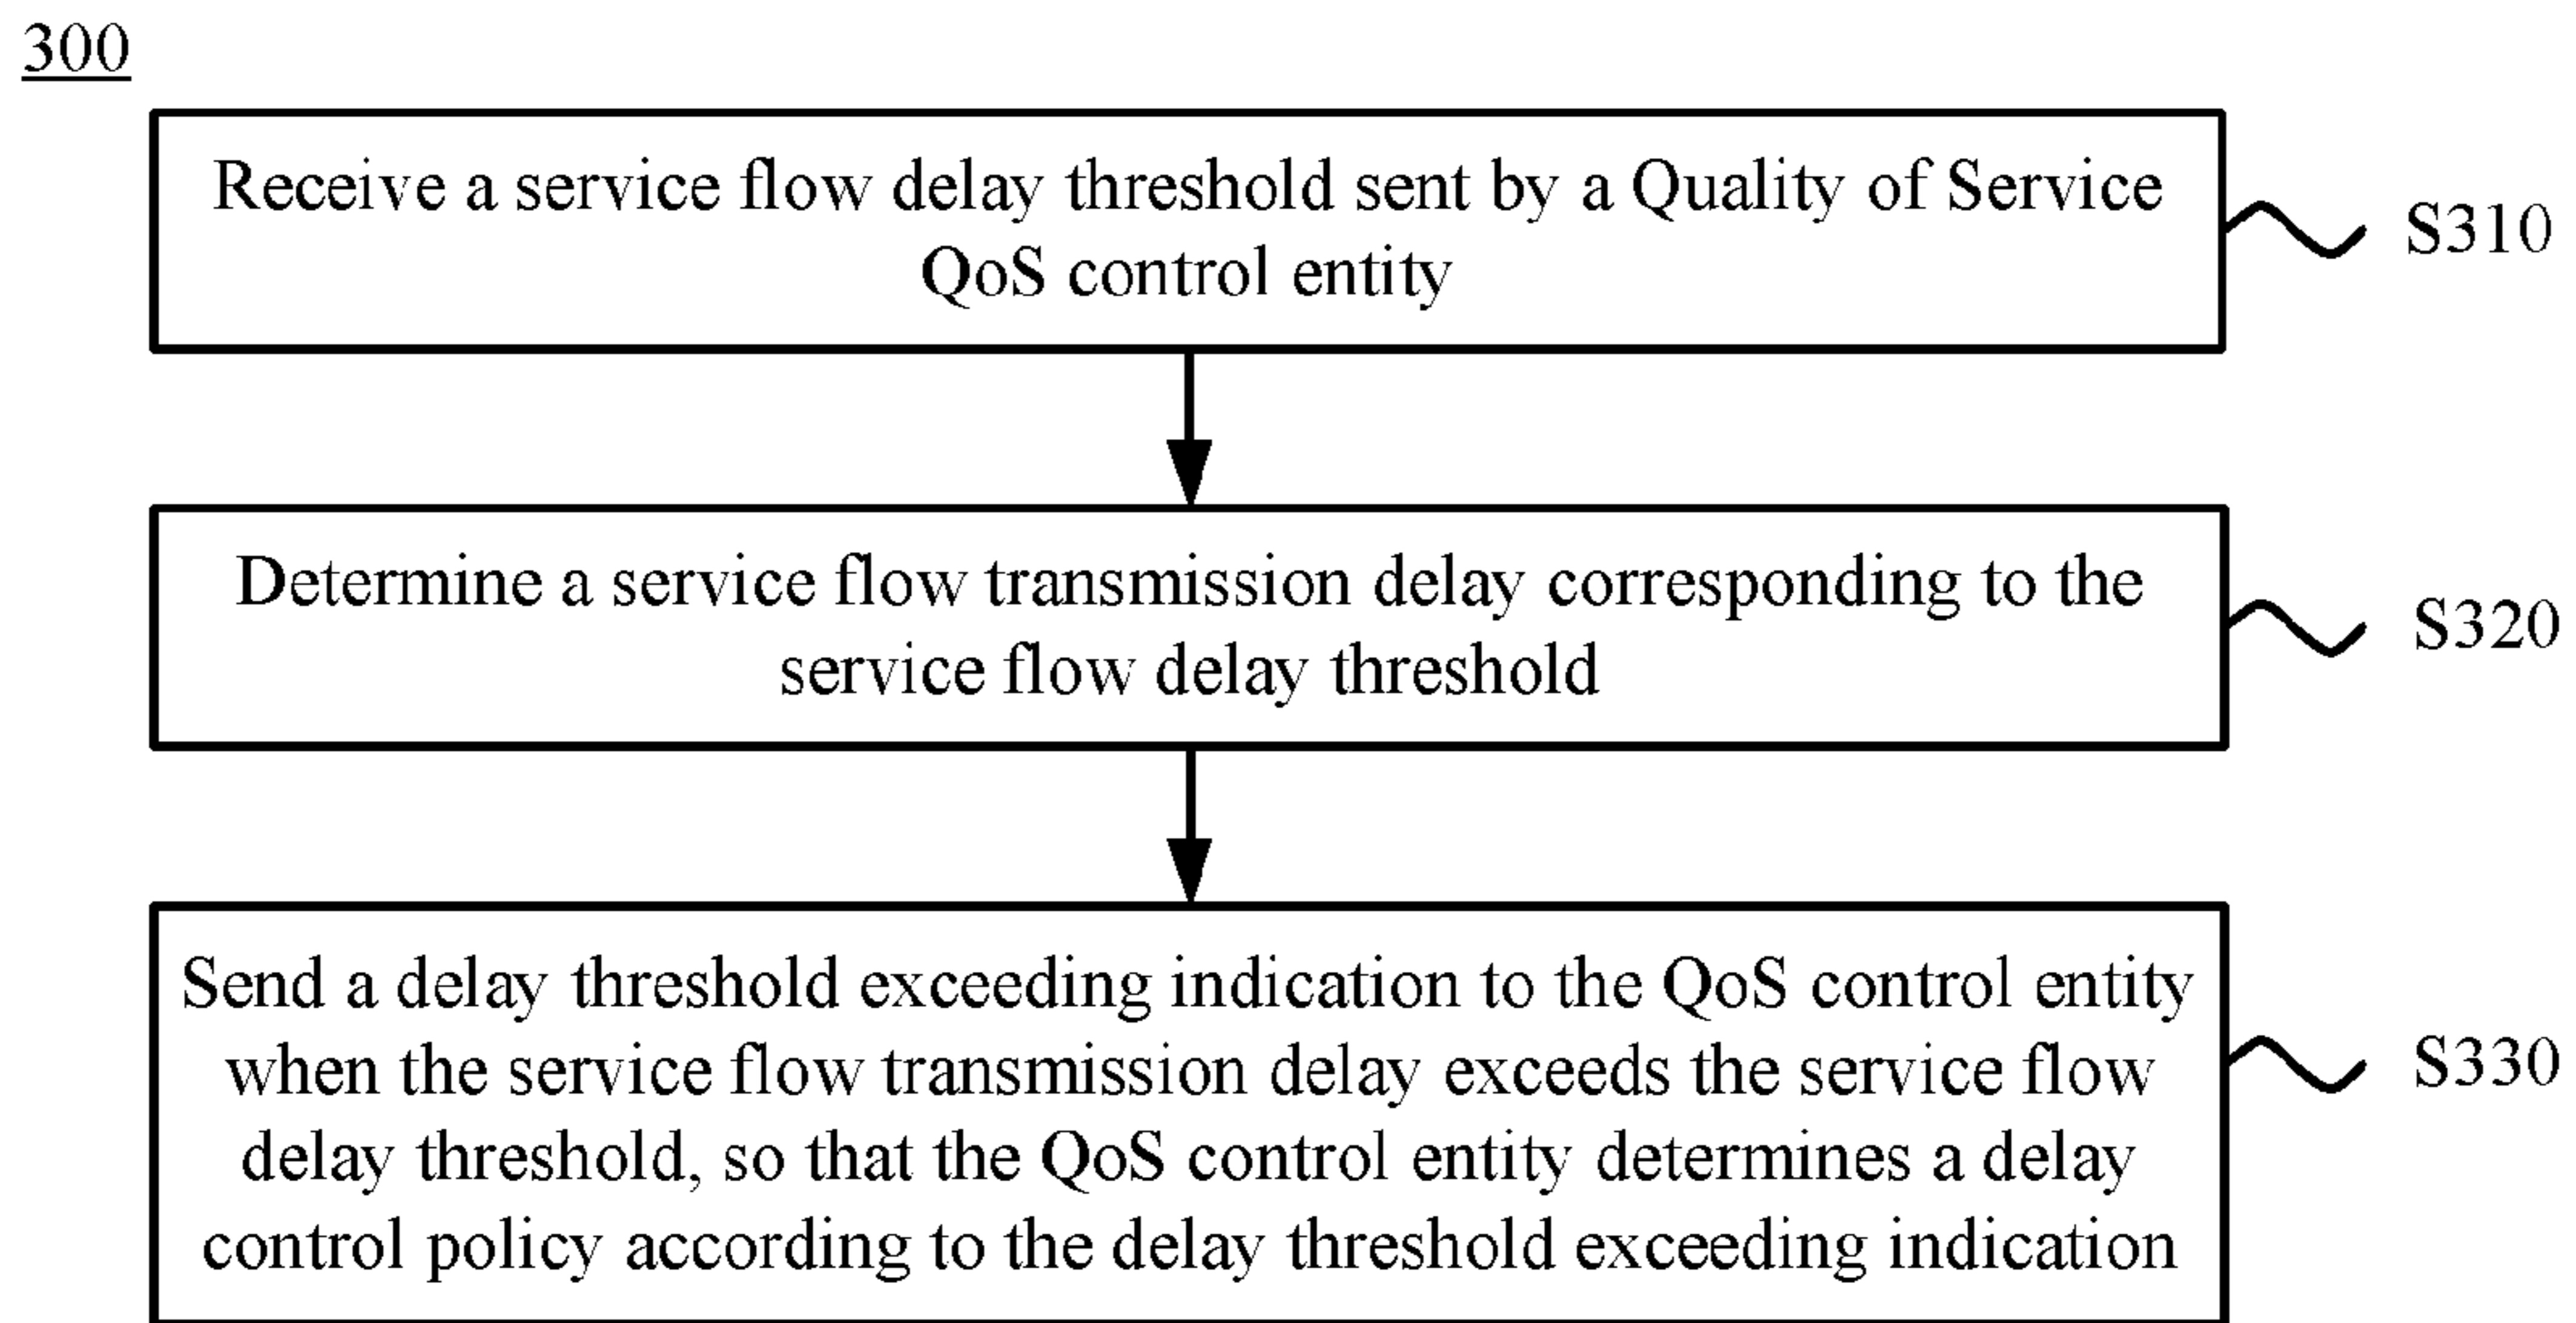 300
Receive a service flow delay threshold sent by a Quality of Service
QoS control entity
S310
Determine a service flow transmission delay corresponding to the
service flow delay threshold
S320
Send a delay threshold exceeding indication to the QoS control entity
when the service flow transmission delay exceeds the service flow
delay threshold, so that the QoS control entity determines a delay
control policy according to the delay threshold exceeding indication
S330